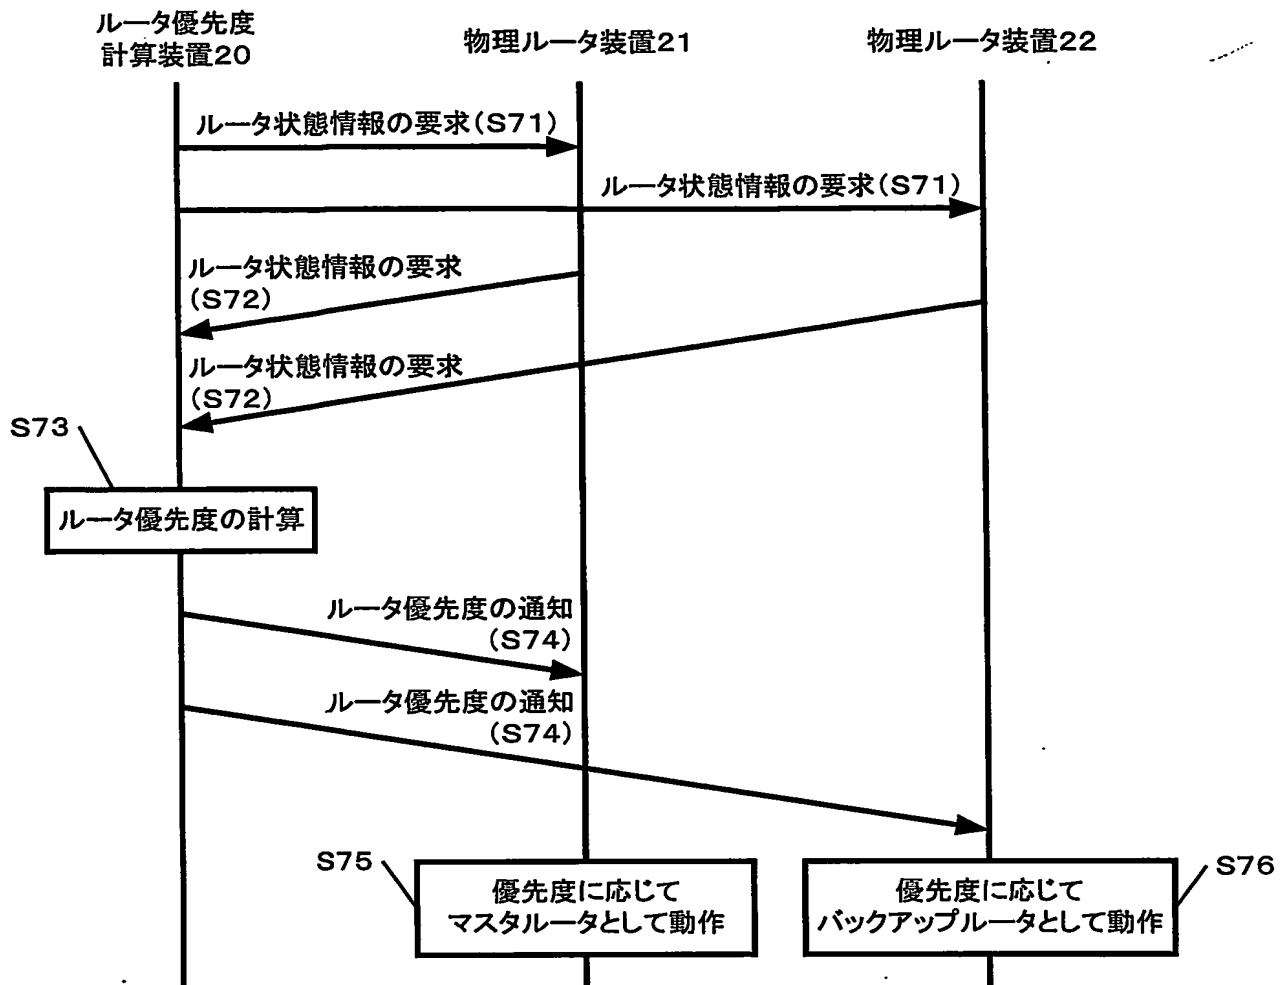 ルータ優先度
計算装置20
物理ルータ装置21
物理ルータ装置22
ルータ状態情報の要求(S71)
ルータ状態情報の要求(S71)
ルータ状態情報の要求
(S72)
ルータ状態情報の要求
(S72)
S73
ルータ優先度の計算
ルータ優先度の通知
(S74)
ルータ優先度の通知
(S74)
S75
優先度に応じて
マスタルータとして動作
優先度に応じて
バックアップルータとして動作
S76